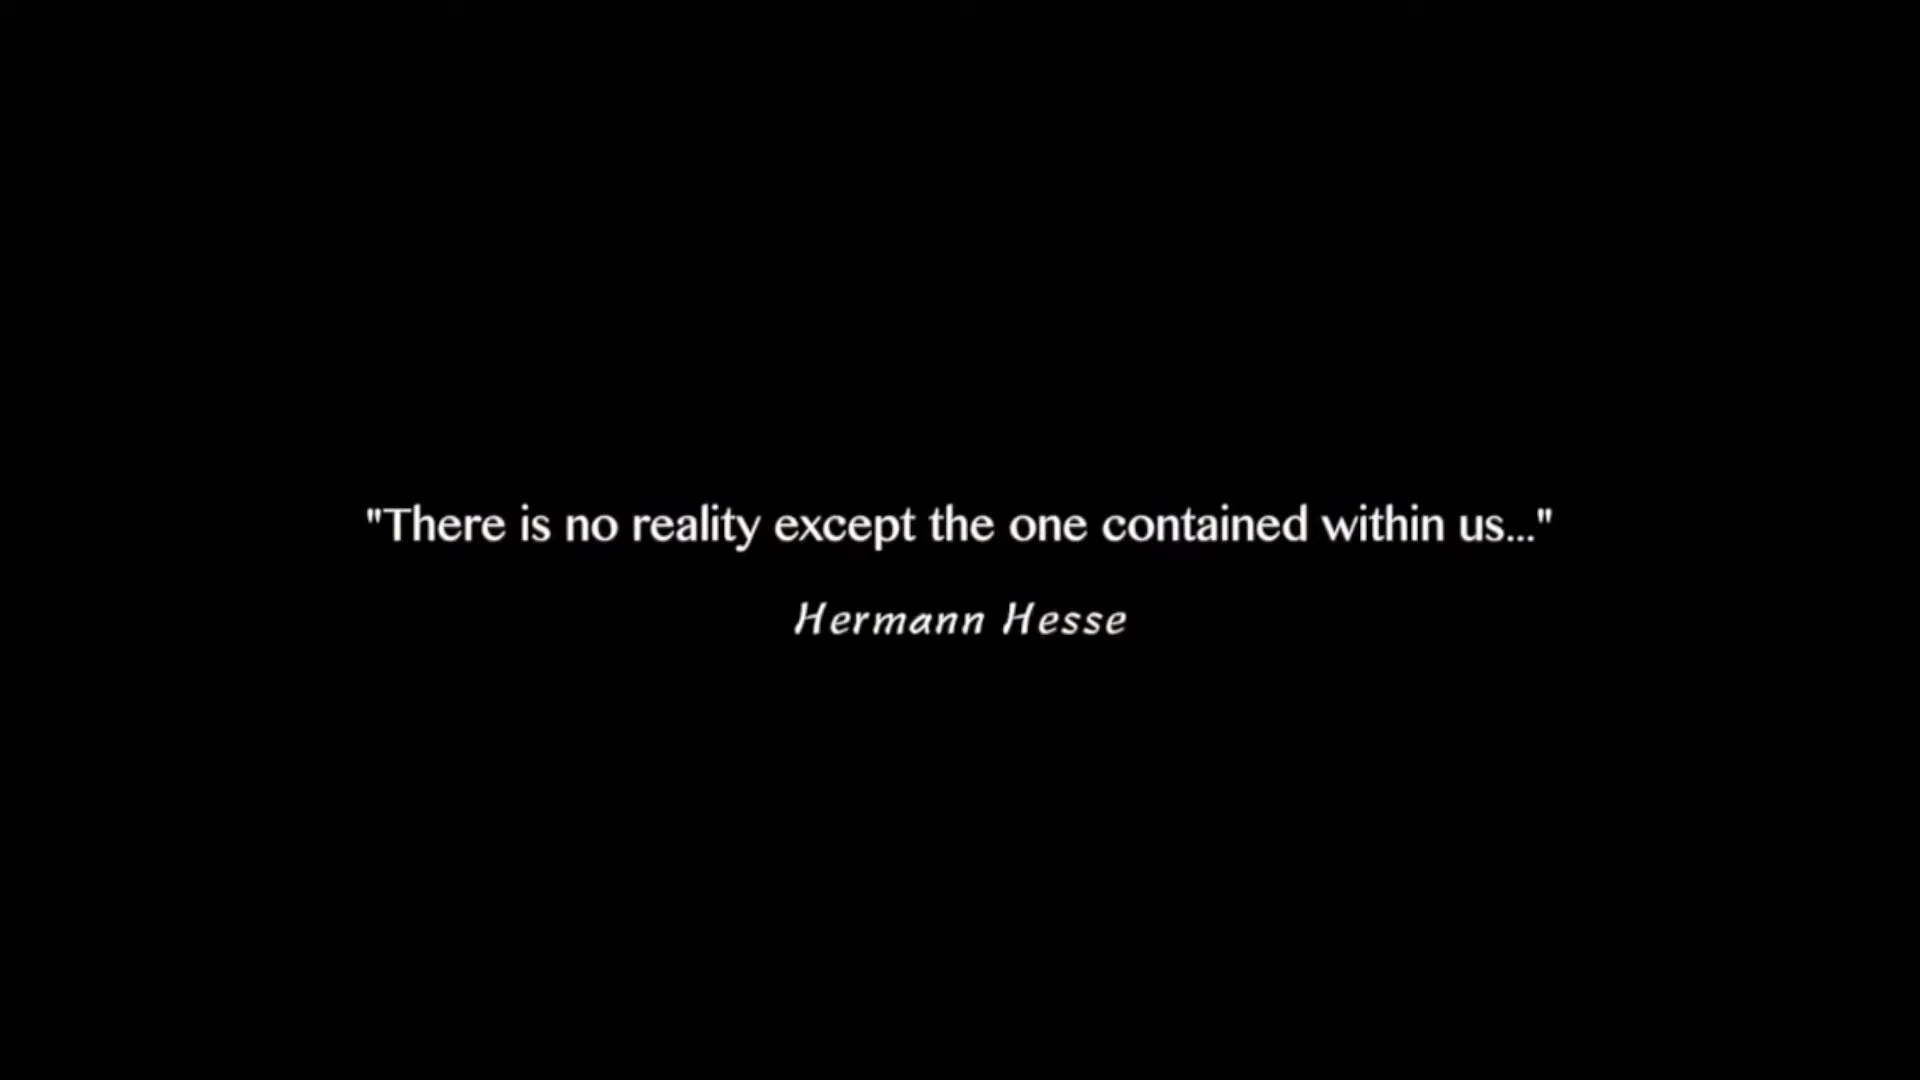 "There is no reality except the one contained within us..."
Hermann Hesse